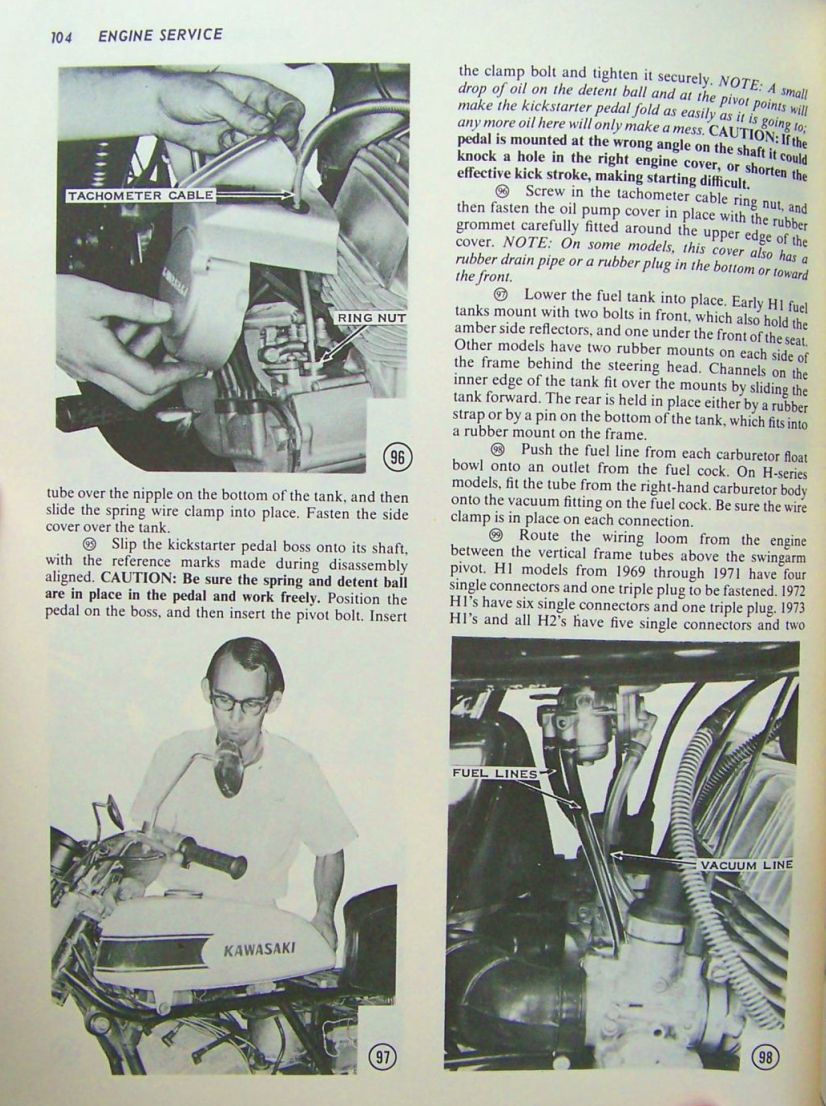 104 ENGINE SERVICE
TACHOMETER CABLE
KAWASAKI
RING NUT
96
tube over the nipple on the bottom of the tank, and then
slide the spring wire clamp into place. Fasten the side
cover over the tank.
㉕ Slip the kickstarter pedal boss onto its shaft,
with the reference marks made during disassembly
aligned. CAUTION: Be sure the spring and detent ball
are in place in the pedal and work freely. Position the
pedal on the boss, and then insert the pivot bolt. Insert
KAWASAKI
97
the clamp bolt and tighten it securely. NOTE: A small
drop of oil on the detent ball and at the pivot points will
make the kickstarter pedal fold as easily as it is going to;
any more oil here will only make a mess. CAUTION: If the
pedal is mounted at the wrong angle on the shaft it could
knock a hole in the right engine cover, or shorten the
effective kick stroke, making starting difficult.
96 Screw in the tachometer cable ring nut, and
then fasten the oil pump cover in place with the rubber
grommet carefully fitted around the upper edge of the
cover. NOTE: On some models, this cover also has a
rubber drain pipe or a rubber plug in the bottom or toward
the front.
97 Lower the fuel tank into place. Early H1 fuel
tanks mount with two bolts in front, which also hold the
amber side reflectors, and one under the front of the seat.
Other models have two rubber mounts on each side of
the frame behind the steering head. Channels on the
inner edge of the tank fit over the mounts by sliding the
tank forward. The rear is held in place either by a rubber
strap or by a pin on the bottom of the tank, which fits into
a rubber mount on the frame.
98 Push the fuel line from each carburetor float
bowl onto an outlet from the fuel cock. On H-series
models, fit the tube from the right-hand carburetor body
onto the vacuum fitting on the fuel cock. Be sure the wire
clamp is in place on each connection.
99 Route the wiring loom from the engine
between the vertical frame tubes above the swingarm
pivot. H1 models from 1969 through 1971 have four
single connectors and one triple plug to be fastened. 1972
H1's have six single connectors and one triple plug. 1973
H1's and all H2's have five single connectors and two
FUEL LINES
VACUUM LINE
98